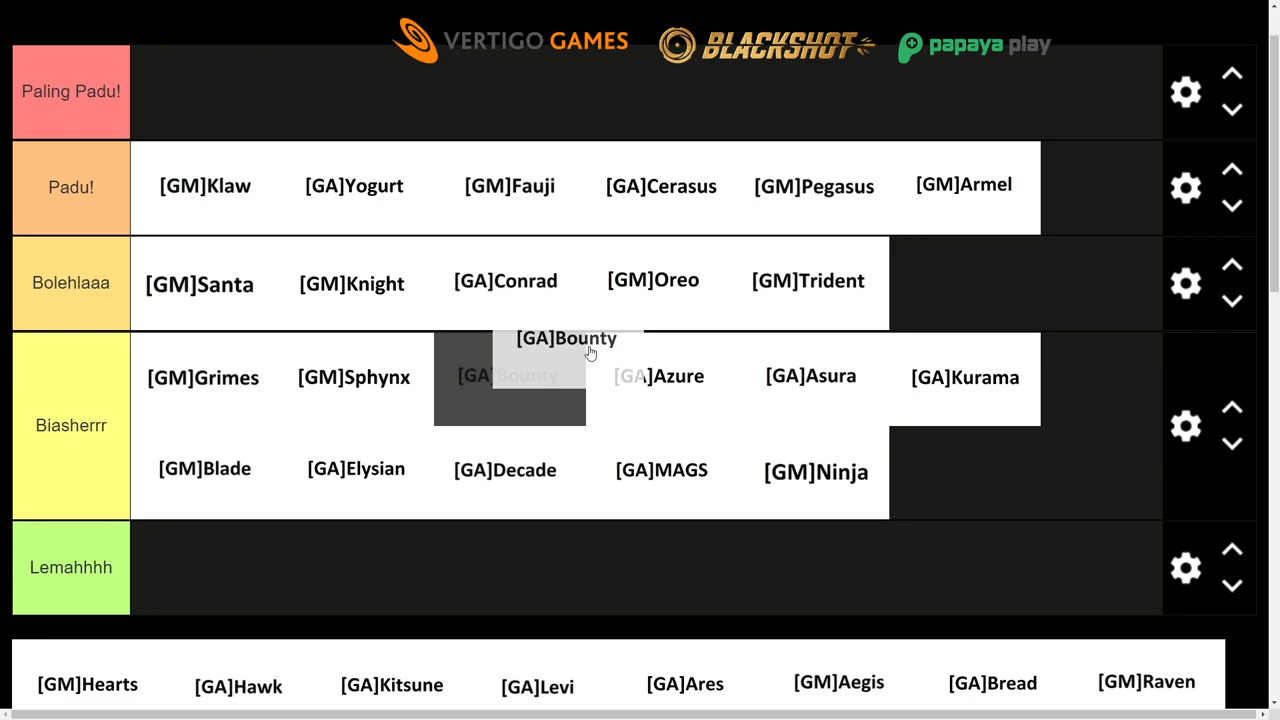 VERTIGO GAMES
BLACKSHOT
papaya play
Paling Padu!
Padu!
[GM]Klaw
[GA]Yogurt
[GM]Fauji
[GA]Cerasus
[GM]Pegasus
[GM]Armel
Bolehlaaa
[GM]Santa
[GM]Knight
[GA]Conrad
[GM]Oreo
[GM]Trident
[GA]Bounty
Biasherrr
[GM]Grimes
[GM]Sphynx
[GA]Bounty
[GA]Azure
[GA]Asura
[GA]Kurama
[GM]Blade
[GA]Elysian
[GA]Decade
[GA]MAGS
[GM]Ninja
Lemahhhh
[GM]Hearts
[GA]Hawk
[GA]Kitsune
[GA]Levi
[GA]Ares
[GM]Aegis
[GA]Bread
[GM]Raven